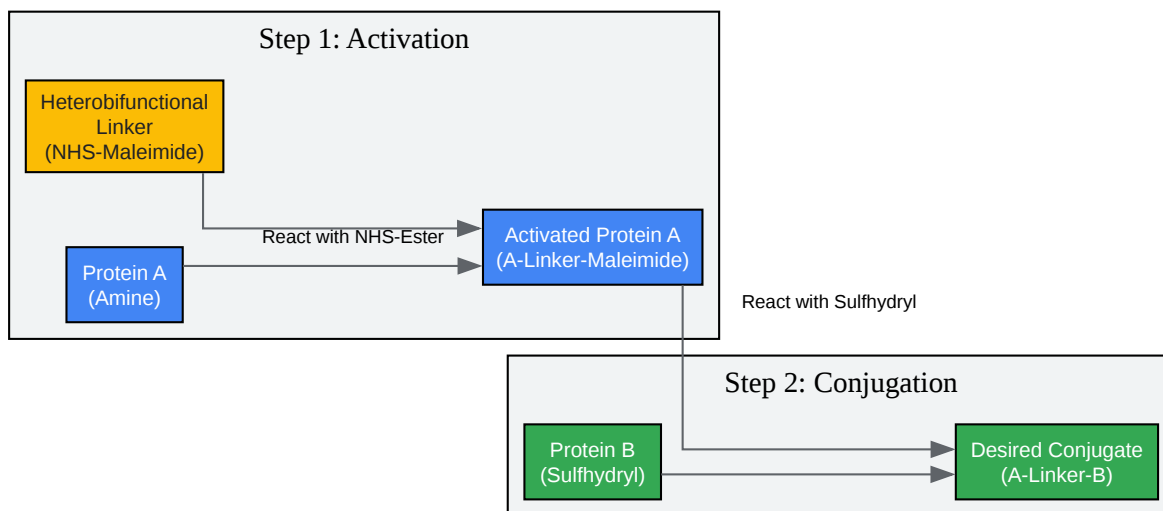 Step 1: Activation
Heterobifunctional
Linker
(NHS-Maleimide)
React with NHS-Ester
Protein A
(Amine)
Activated Protein A
(A-Linker-Maleimide)
React with Sulfhydryl
Step 2: Conjugation
Protein B
(Sulfhydryl)
Desired Conjugate
(A-Linker-B)